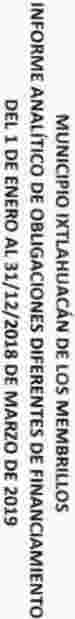 MUNICIPIO IXTLAHUACÁN DE LOS MEMBRILLOS
INFORME ANALÍTICO DE OBLIGACIONES DIFERENTES DE FINANCIAMIENTO
DEL 1 DE ENERO AL 31/12/2018 DE MARZO DE 2019